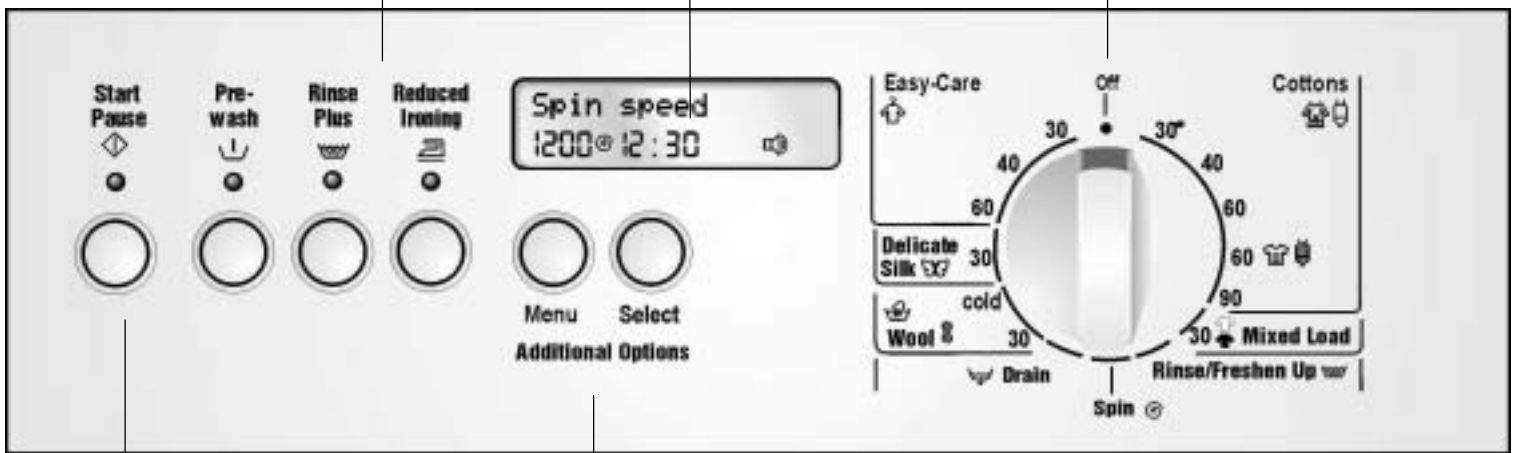 Start
Pause
Pre-
wash
Rinse
Plus
Reduced
Ironing
Spin speed
1200 12:30
Menu
Select
Additional Options
Easy-Care
Off
Cottons
30
30
40
40
60
60
Delicate
Silk
30
60
cold
90
Wool
30
30
Mixed Load
Drain
Rinse/Freshen Up
Spin